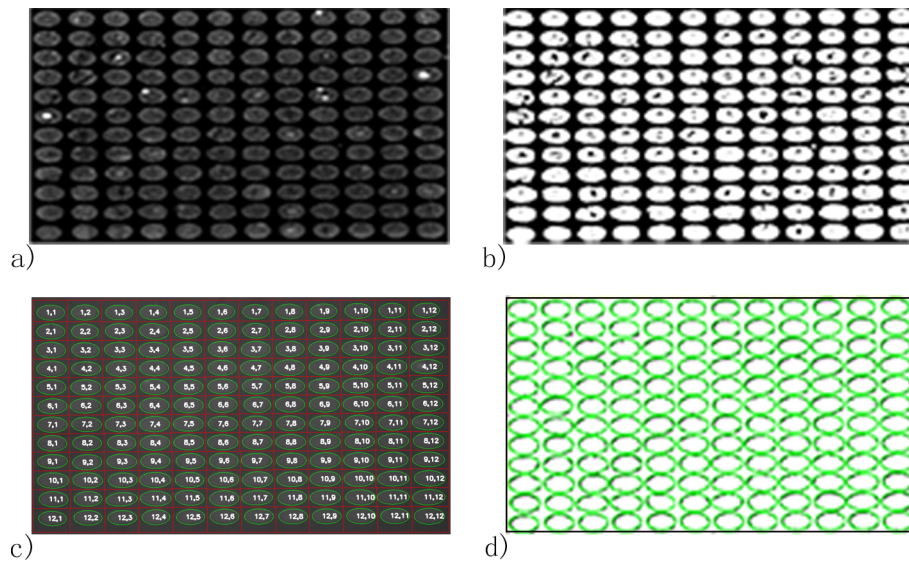 a)
b)
1,1 1,2 1,3 1,4 1,5 1,6 1,7 1,8 1,9 1,10 1,11 1,12
2,1 2,2 2,3 2,4 2,5 2,6 2,7 2,8 2,9 2,10 2,11 2,12
3,1 3,2 3,3 3,4 3,5 3,6 3,7 3,8 3,9 3,10 3,11 3,12
4,1 4,2 4,3 4,4 4,5 4,6 4,7 4,8 4,9 4,10 4,11 4,12
5,1 5,2 5,3 5,4 5,5 5,6 5,7 5,8 5,9 5,10 5,11 5,12
6,1 6,2 6,3 6,4 6,5 6,6 6,7 6,8 6,9 6,10 6,11 6,12
7,1 7,2 7,3 7,4 7,5 7,6 7,7 7,8 7,9 7,10 7,11 7,12
8,1 8,2 8,3 8,4 8,5 8,6 8,7 8,8 8,9 8,10 8,11 8,12
9,1 9,2 9,3 9,4 9,5 9,6 9,7 9,8 9,9 9,10 9,11 9,12
10,1 10,2 10,3 10,4 10,5 10,6 10,7 10,8 10,9 10,10 10,11 10,12
11,1 11,2 11,3 11,4 11,5 11,6 11,7 11,8 11,9 11,10 11,11 11,12
12,1 12,2 12,3 12,4 12,5 12,6 12,7 12,8 12,9 12,10 12,11 12,12
c)
d)